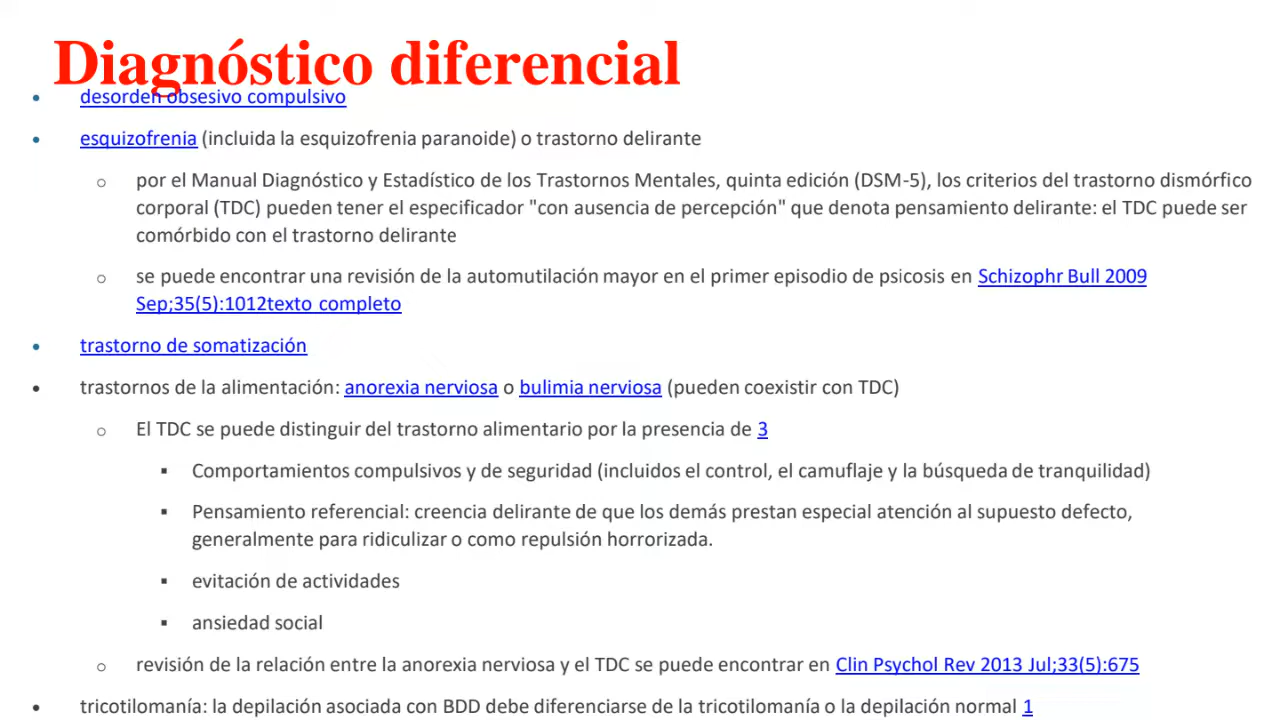 Diagnóstico diferencial
• desorden obsesivo compulsivo
• esquizofrenia (incluida la esquizofrenia paranoide) o trastorno delirante
o por el Manual Diagnóstico y Estadístico de los Trastornos Mentales, quinta edición (DSM-5), los criterios del trastorno dismórfico
corporal (TDC) pueden tener el especificador "con ausencia de percepción" que denota pensamiento delirante: el TDC puede ser
comórbido con el trastorno delirante
o se puede encontrar una revisión de la automutilación mayor en el primer episodio de psicosis en Schizophr Bull 2009
Sep;35(5):1012texto completo
• trastorno de somatización
• trastornos de la alimentación: anorexia nerviosa o bulimia nerviosa (pueden coexistir con TDC)
o El TDC se puede distinguir del trastorno alimentario por la presencia de 3
▪ Comportamientos compulsivos y de seguridad (incluidos el control, el camuflaje y la búsqueda de tranquilidad)
▪ Pensamiento referencial: creencia delirante de que los demás prestan especial atención al supuesto defecto,
generalmente para ridiculizar o como repulsión horrorizada.
▪ evitación de actividades
▪ ansiedad social
o revisión de la relación entre la anorexia nerviosa y el TDC se puede encontrar en Clin Psychol Rev 2013 Jul;33(5):675
• tricotilomanía: la depilación asociada con BDD debe diferenciarse de la tricotilomanía o la depilación normal 1